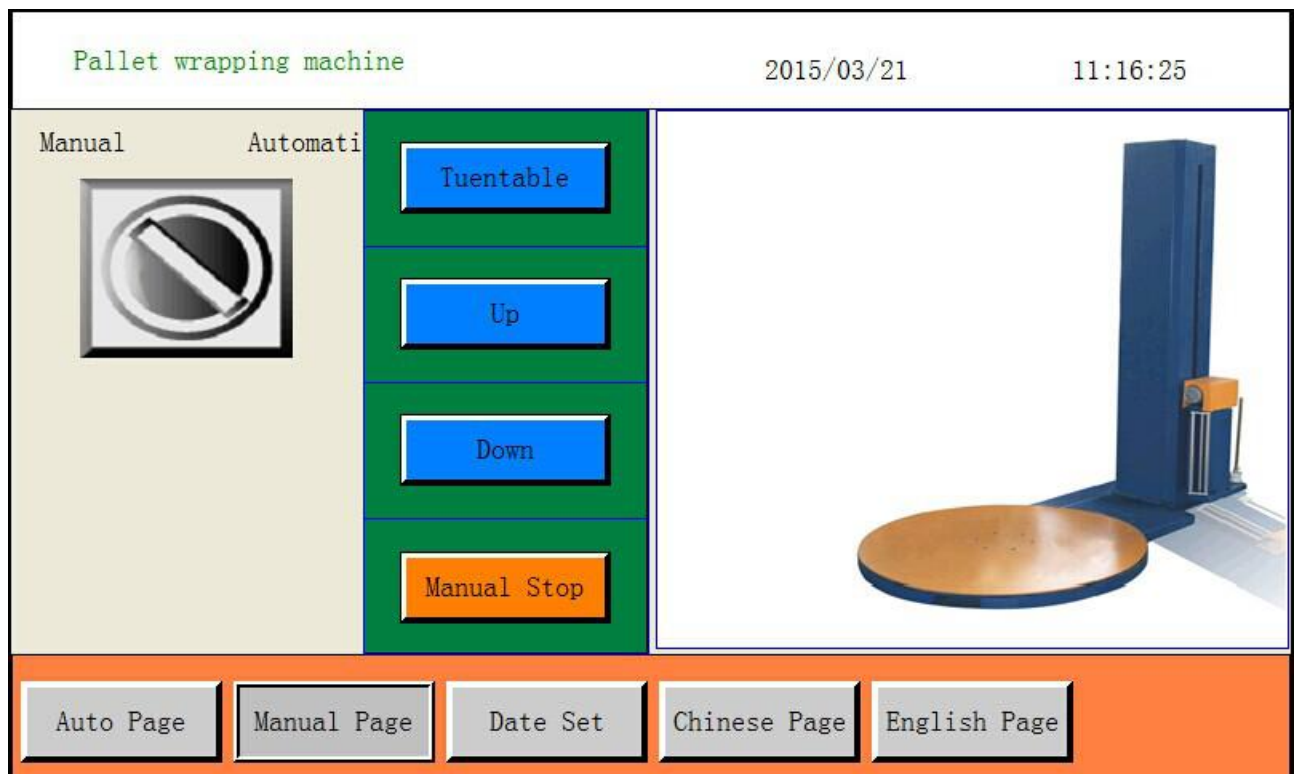 Pallet wrapping machine
2015/03/21
11:16:25
Manual
Automati
Tuentable
Up
Down
Manual Stop
Auto Page
Manual Page
Date Set
Chinese Page
English Page